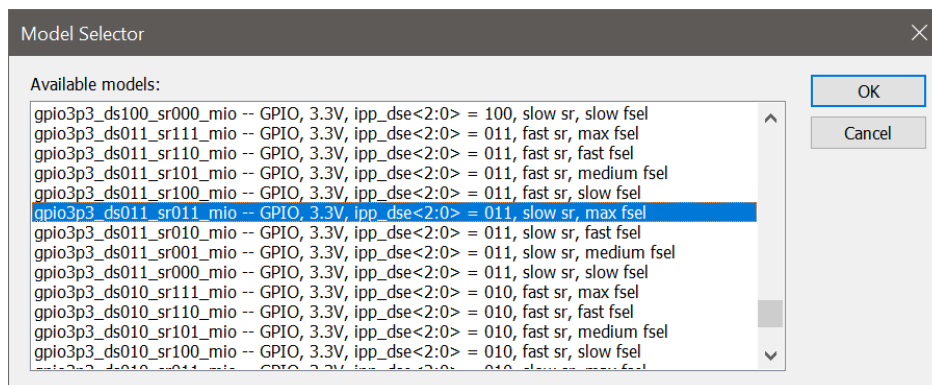 Model Selector
Available models:
gpio3p3_ds100_sr000_mio -- GPIO, 3.3V, ipp_dse<2:0> = 100, slow sr, slow fsel
gpio3p3_ds011_sr111_mio -- GPIO, 3.3V, ipp_dse<2:0> = 011, fast sr, max fsel
gpio3p3_ds011_sr110_mio -- GPIO, 3.3V, ipp_dse<2:0> = 011, fast sr, fast fsel
gpio3p3_ds011_sr101_mio -- GPIO, 3.3V, ipp_dse<2:0> = 011, fast sr, medium fsel
gpio3p3_ds011_sr100_mio -- GPIO, 3.3V, ipp_dse<2:0> = 011, fast sr, slow fsel
gpio3p3_ds011_sr011_mio -- GPIO, 3.3V, ipp_dse<2:0> = 011, slow sr, max fsel
gpio3p3_ds011_sr010_mio -- GPIO, 3.3V, ipp_dse<2:0> = 011, slow sr, fast fsel
gpio3p3_ds011_sr001_mio -- GPIO, 3.3V, ipp_dse<2:0> = 011, slow sr, medium fsel
gpio3p3_ds011_sr000_mio -- GPIO, 3.3V, ipp_dse<2:0> = 011, slow sr, slow fsel
gpio3p3_ds010_sr111_mio -- GPIO, 3.3V, ipp_dse<2:0> = 010, fast sr, max fsel
gpio3p3_ds010_sr110_mio -- GPIO, 3.3V, ipp_dse<2:0> = 010, fast sr, fast fsel
gpio3p3_ds010_sr101_mio -- GPIO, 3.3V, ipp_dse<2:0> = 010, fast sr, medium fsel
gpio3p3_ds010_sr100_mio -- GPIO, 3.3V, ipp_dse<2:0> = 010, fast sr, slow fsel
OK
Cancel